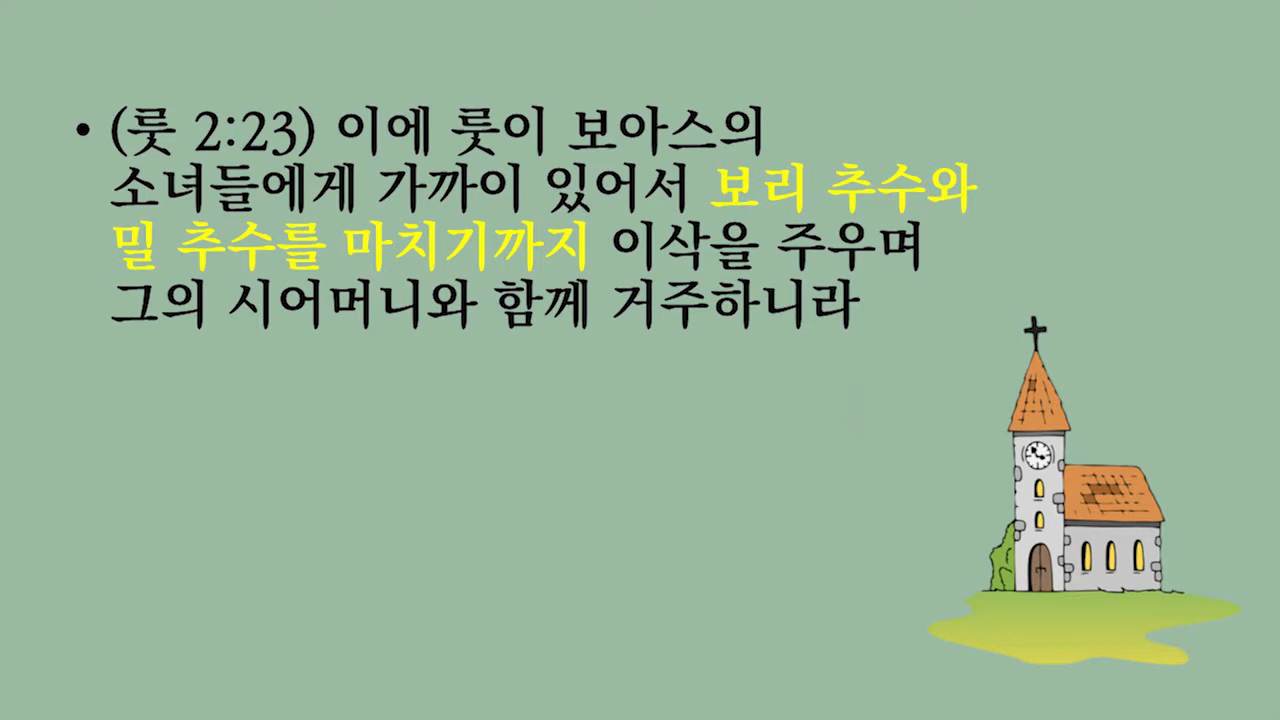 • (룻 2:23) 이에 룻이 보아스의
소녀들에게 가까이 있어서 보리 추수와
밀 추수를 마치기까지 이삭을 주우며
그의 시어머니와 함께 거주하니라